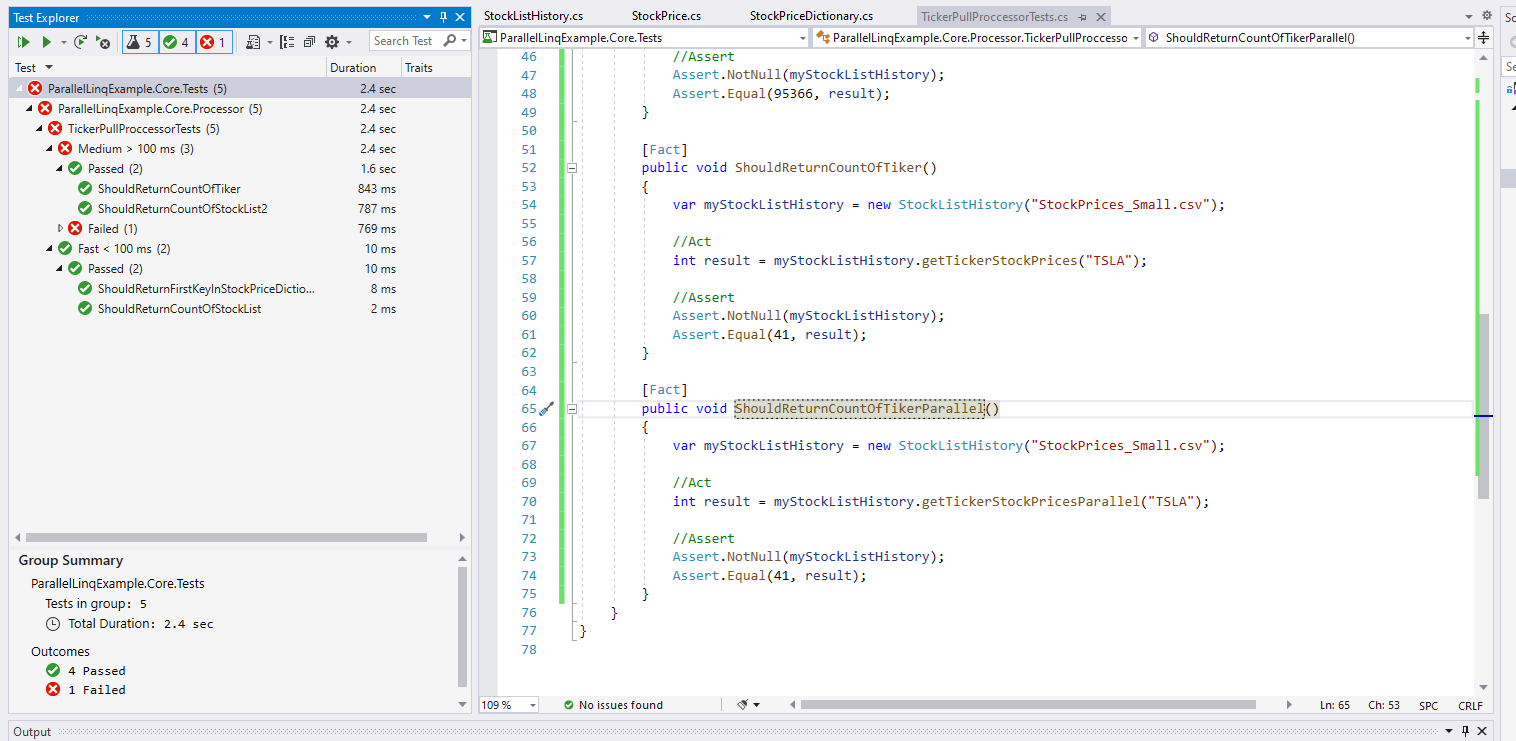 Test Explorer
5 4 1 Search Test
Test Duration Traits
ParallelLinqExample.Core.Tests (5) 2.4 sec
ParallelLinqExample.Core.Processor (5) 2.4 sec
TickerPullProccessorTests (5) 2.4 sec
Medium > 100 ms (3) 2.4 sec
Passed (2) 1.6 sec
ShouldReturnCountOfTiker 843 ms
ShouldReturnCountOfStockList2 787 ms
Failed (1) 769 ms
Fast < 100 ms (2) 10 ms
Passed (2) 10 ms
ShouldReturnFirstKeyInStockPriceDictio... 8 ms
ShouldReturnCountOfStockList 2 ms
Group Summary
ParallelLinqExample.Core.Tests
Tests in group: 5
Total Duration: 2.4 sec
Outcomes
4 Passed
1 Failed
StockListHistory.cs StockPrice.cs StockPriceDictionary.cs TickerPullProccessorTests.cs
ParallelLinqExample.Core.Tests ParallelLinqExample.Core.Processor.TickerPullProccesso ShouldReturnCountOfTikerParallel()
46 //Assert
47 Assert.NotNull(myStockListHistory);
48 Assert.Equal(95366, result);
49 }
50
51 [Fact]
52 public void ShouldReturnCountOfTiker()
53 {
54 var myStockListHistory = new StockListHistory("StockPrices_Small.csv");
55
56 //Act
57 int result = myStockListHistory.getTickerStockPrices("TSLA");
58
59 //Assert
60 Assert.NotNull(myStockListHistory);
61 Assert.Equal(41, result);
62 }
63
64 [Fact]
65 public void ShouldReturnCountOfTikerParallel()
66 {
67 var myStockListHistory = new StockListHistory("StockPrices_Small.csv");
68
69 //Act
70 int result = myStockListHistory.getTickerStockPricesParallel("TSLA");
71
72 //Assert
73 Assert.NotNull(myStockListHistory);
74 Assert.Equal(41, result);
75 }
76 }
77 }
78
109 % No issues found Ln: 65 Ch: 53 SPC CRLF
Output